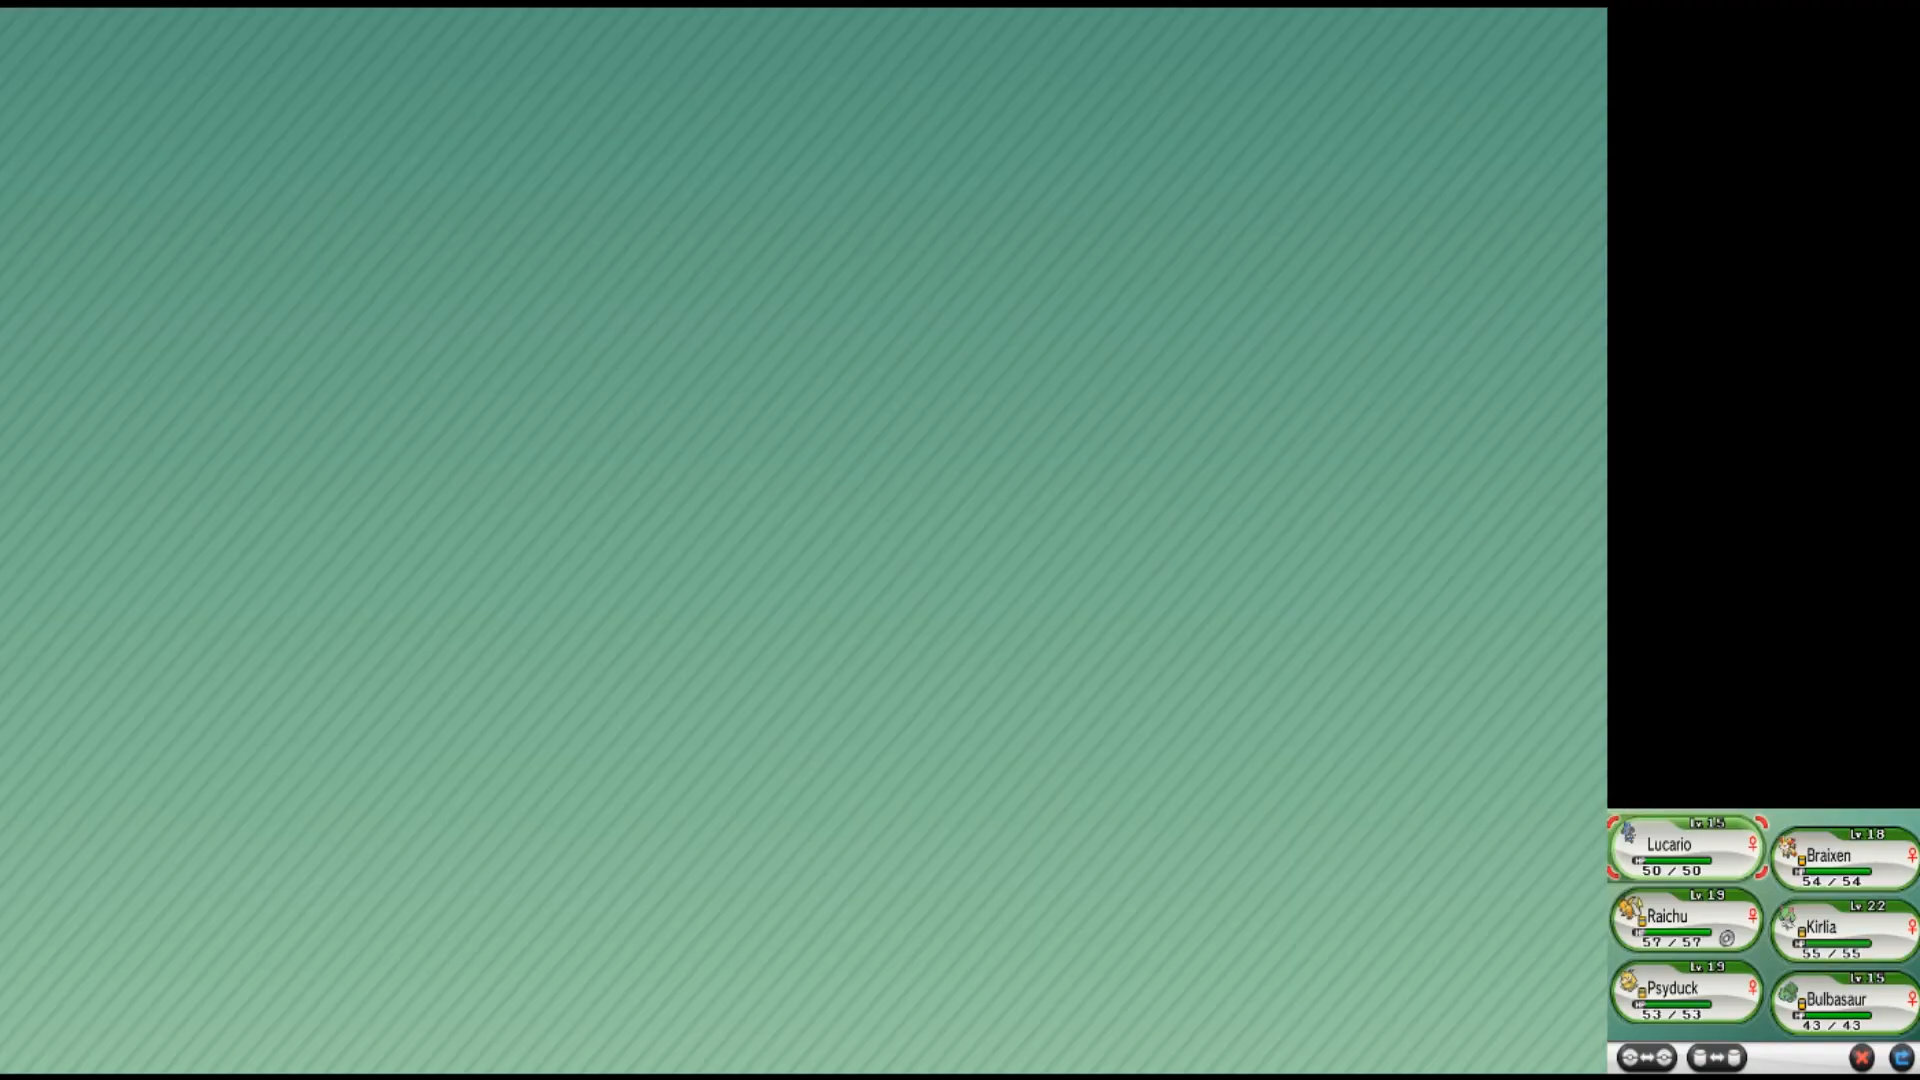 Lv.15
Lucario ♀
50 / 50
Lv.18
Braixen ♀
54 / 54
Lv.19
Raichu ♀
57 / 57
Lv.22
Kirlia ♀
55 / 55
Lv.19
Psyduck ♀
53 / 53
Lv.15
Bulbasaur ♀
43 / 43